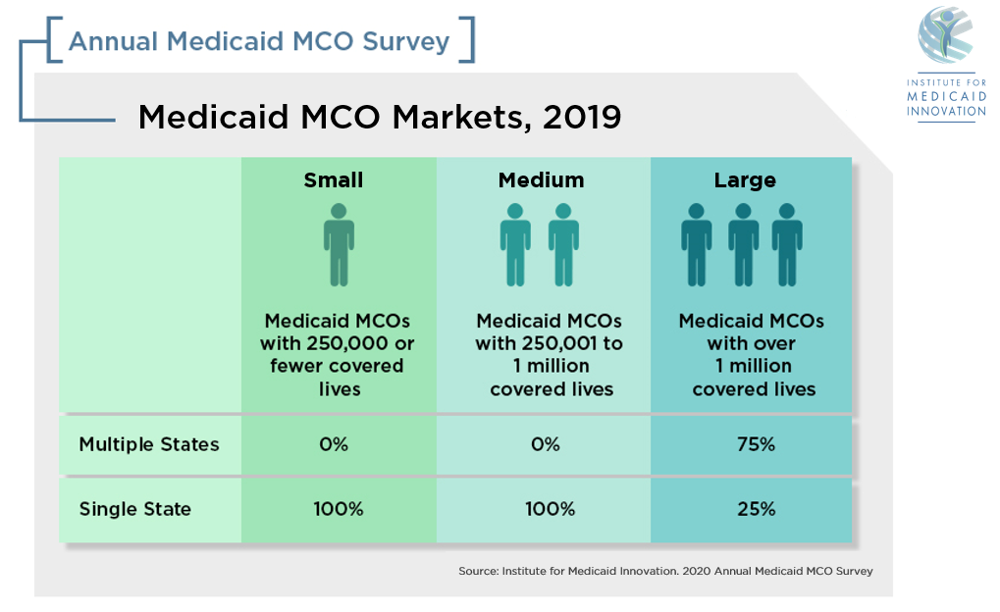 Annual Medicaid MCO Survey
INSTITUTE FOR
MEDICAID
INNOVATION
Medicaid MCO Markets, 2019
Small
Medium
Large
Medicaid MCOs
with 250,000 or
fewer covered
lives
Medicaid MCOs
with 250,001 to
1 million
covered lives
Medicaid MCOs
with over
1 million
covered lives
Multiple States
0%
0%
75%
Single State
100%
100%
25%
Source: Institute for Medicaid Innovation. 2020 Annual Medicaid MCO Survey